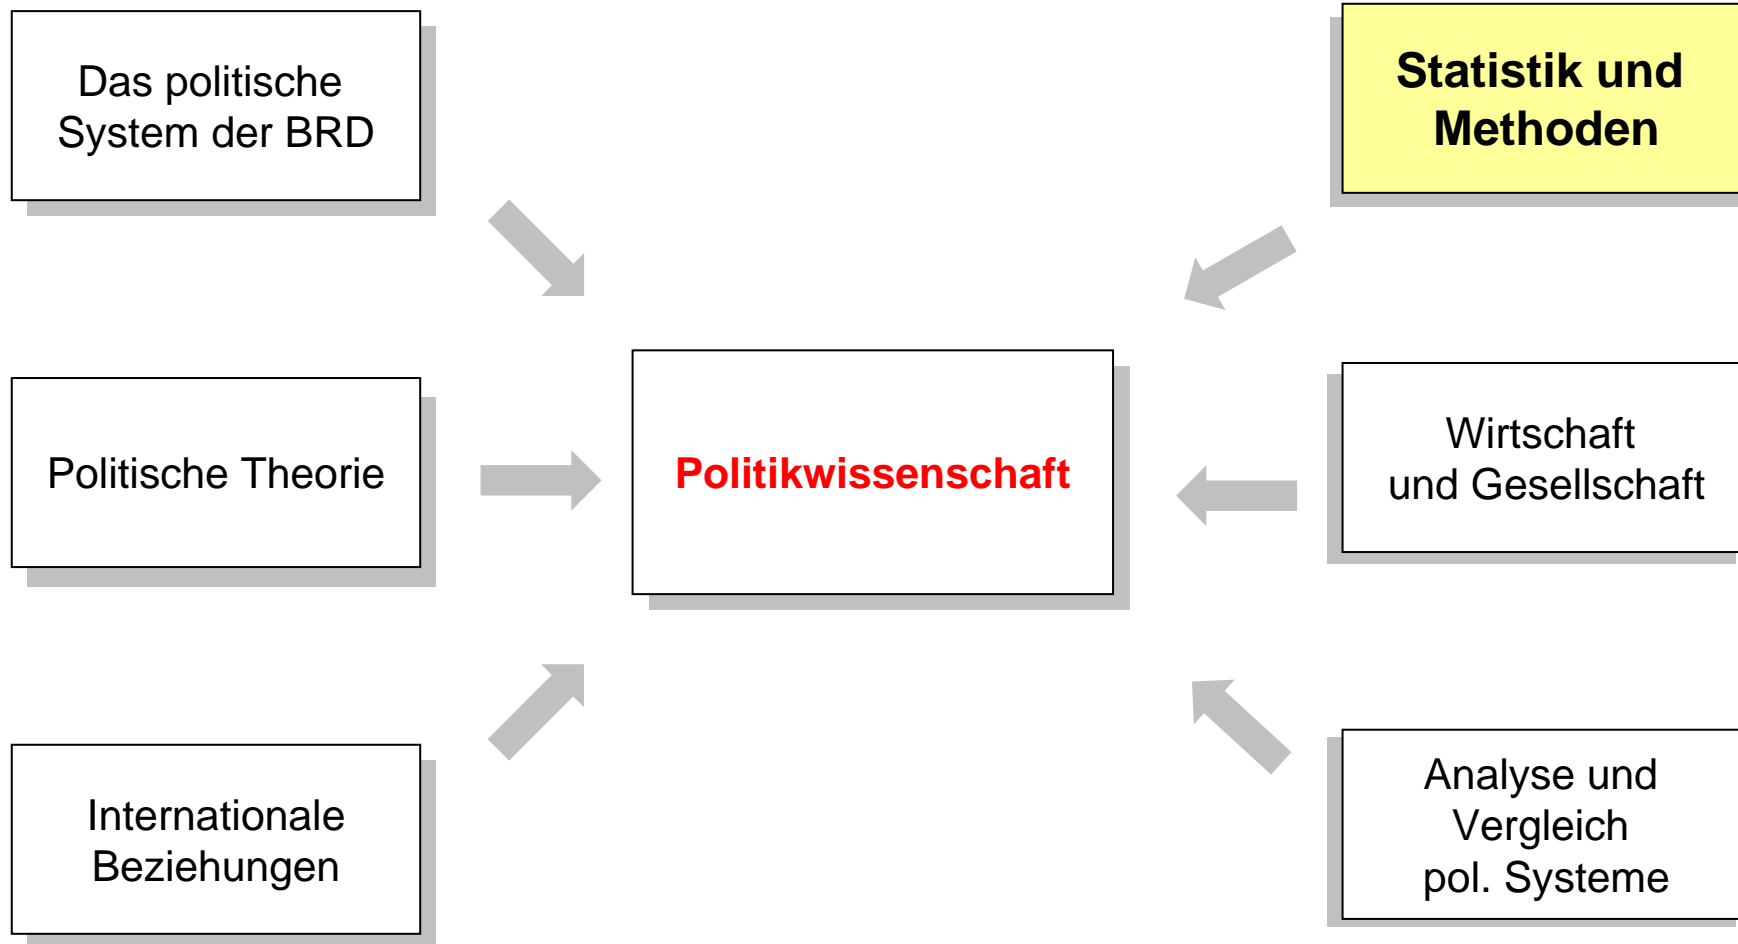 Das politische
System der BRD
Statistik und
Methoden
Politische Theorie
Politikwissenschaft
Wirtschaft
und Gesellschaft
Internationale
Beziehungen
Analyse und
Vergleich
pol. Systeme